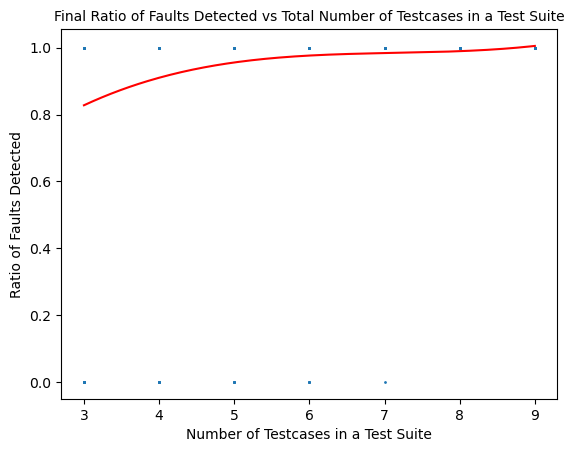 Final Ratio of Faults Detected vs Total Number of Testcases in a Test Suite
1.0
0.8
0.6
0.4
0.2
0.0
Ratio of Faults Detected
3 4 5 6 7 8 9
Number of Testcases in a Test Suite